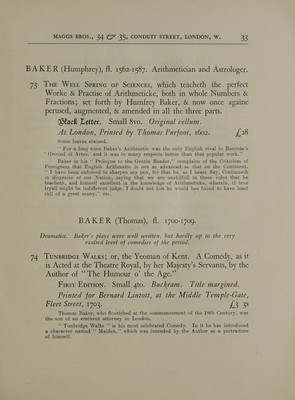 MAGGS BROS., 34 & 35, CONDUIT STREET, LONDON, W. 33
BAKER (Humphrey), fl. 1562-1587. Arithmetician and Astrologer.
73 The Well Spring of Sciences, which teacheth the perfect
Worke & Practise of Arithmeticke, both in whole Numbers &
Fractions; set forth by Humfrey Baker, & now once againe
perused, augmented, & amended in all the three parts.
Black Letter. Small 8vo. Original vellum.
At London, Printed by Thomas Purfoot, 1602. £28
Some leaves stained.
" For a long time Baker's Arithmetic was the only English rival to Recorde's
' Ground of Artes,' and it was in many respects better than that popular work."
Baker in his " Prologue to the Gentle Reader," complains of the Criticism of
Foreigners that English Arithmetic is not so advanced as that on the Continent.
" I have been enforced to sharpen my pen, for that he, as I heare Say, Continueth
in disgraise of our Nation, saying that we are unskilfull in those rules that he
teacheth, and himself excellent in the knowledge of Arithmeticke, wherein, if true
tryall might be indifferent judge, I doubt not but he would has found to have used
skill of a great many," etc.
BAKER (Thomas), fl. 1700-1709.
Dramatist. Baker's plays were well written, but hardly up to the very
exalted level of comedies of the period.
74 Tunbridge Walks; or, the Yeoman of Kent. A Comedy, as it
is Acted at the Theatre Royal, by her Majesty's Servants, by the
Author of "The Humour o' the Age."
First Edition. Small 4to. Buckram. Title margined.
Printed for Bernard Lintott, at the Middle Temple-Gate,
Fleet Street, 1703. £3 3s
Thomas Baker, who flourished at the commencement of the 18th Century, was
the son of an eminent attorney in London.
" Tunbridge Walks " is his most celebrated Comedy. In it he has introduced
a character named " Maiden," which was intended by the Author as a portraiture
of himself.